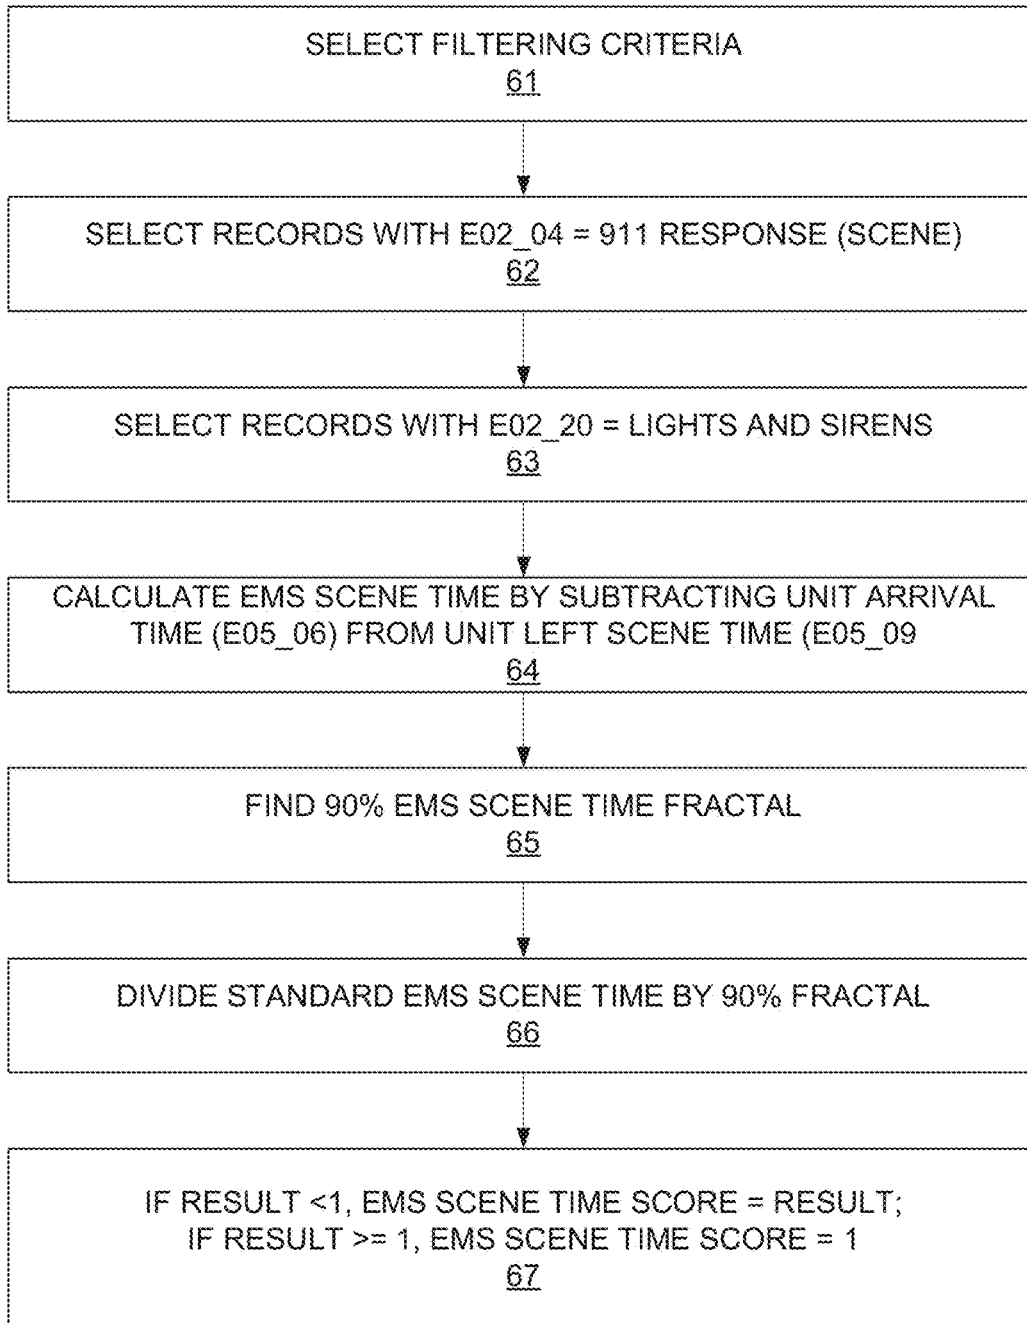 SELECT FILTERING CRITERIA
61
SELECT RECORDS WITH E02_04 = 911 RESPONSE (SCENE)
62
SELECT RECORDS WITH E02_20 = LIGHTS AND SIRENS
63
CALCULATE EMS SCENE TIME BY SUBTRACTING UNIT ARRIVAL
TIME (E05_06) FROM UNIT LEFT SCENE TIME (E05_09
64
FIND 90% EMS SCENE TIME FRACTAL
65
DIVIDE STANDARD EMS SCENE TIME BY 90% FRACTAL
66
IF RESULT <1, EMS SCENE TIME SCORE = RESULT;
IF RESULT >= 1, EMS SCENE TIME SCORE = 1
67